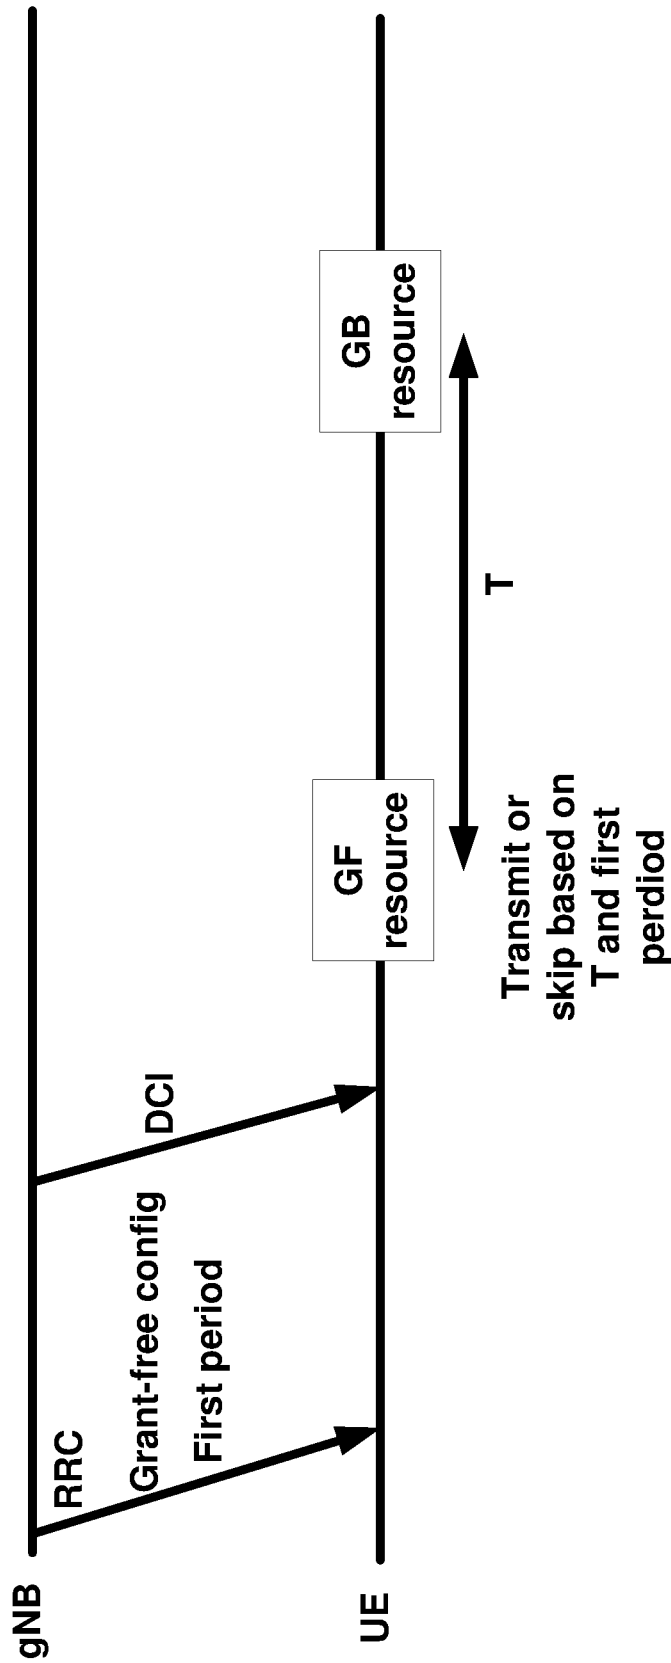 gNB
RRC
Grant-free config
First period
DCI
UE
GF
resource
GB
resource
T
Transmit or
skip based on
T and first
perdiod